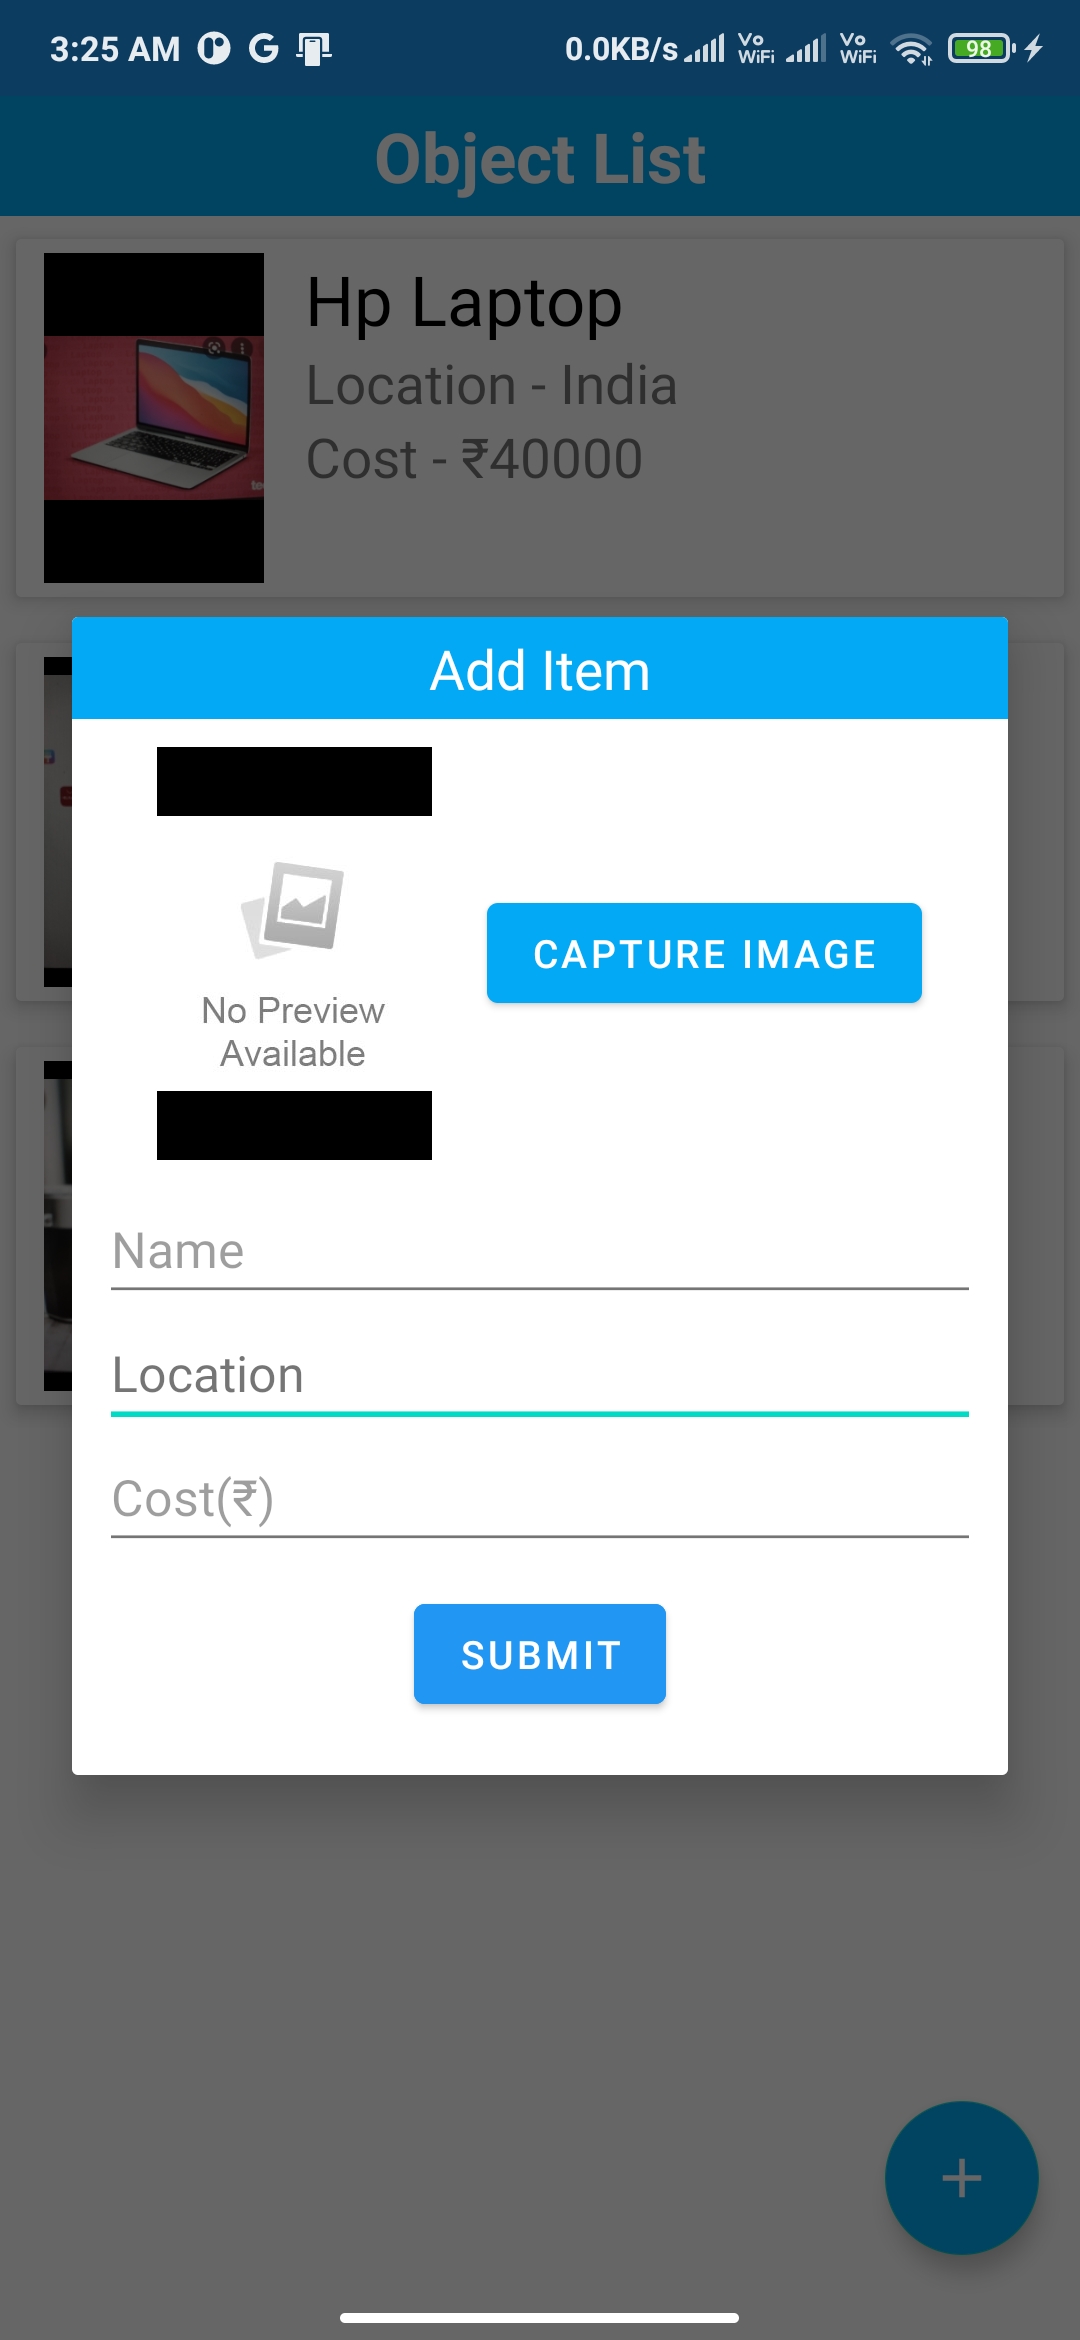 3:25 AM 0.0KB/s Vo WiFi Vo WiFi 98
Object List
Hp Laptop
Location - India
Cost - ₹40000
Add Item
No Preview
Available
CAPTURE IMAGE
Name
Location
Cost(₹)
SUBMIT